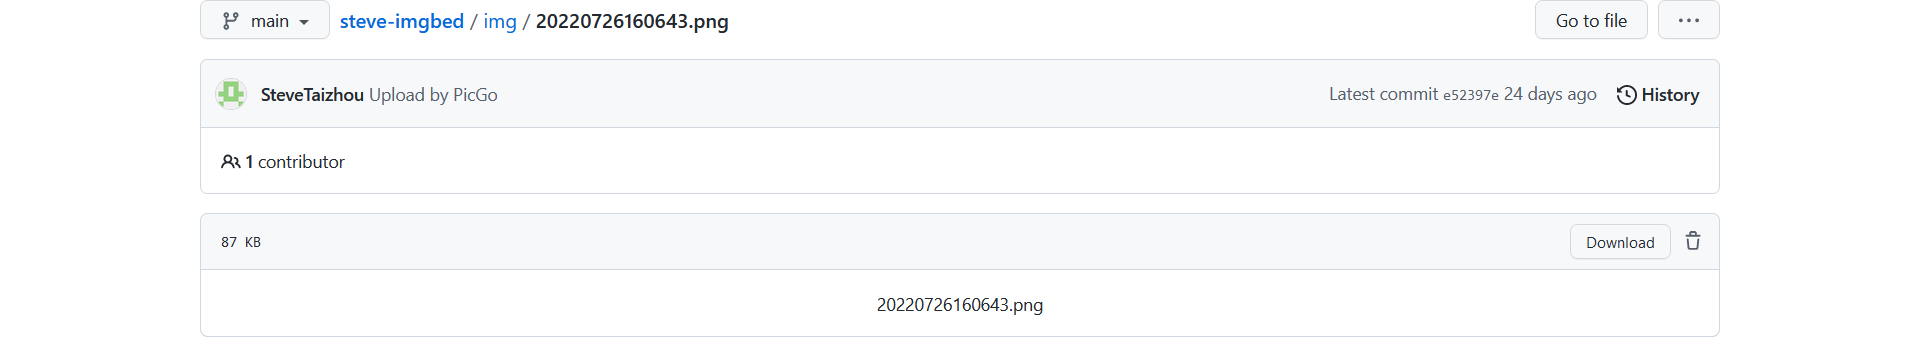 main steve-imgbed / img / 20220726160643.png Go to file ...
SteveTaizhou Upload by PicGo Latest commit e52397e 24 days ago History
1 contributor
87 KB Download
20220726160643.png